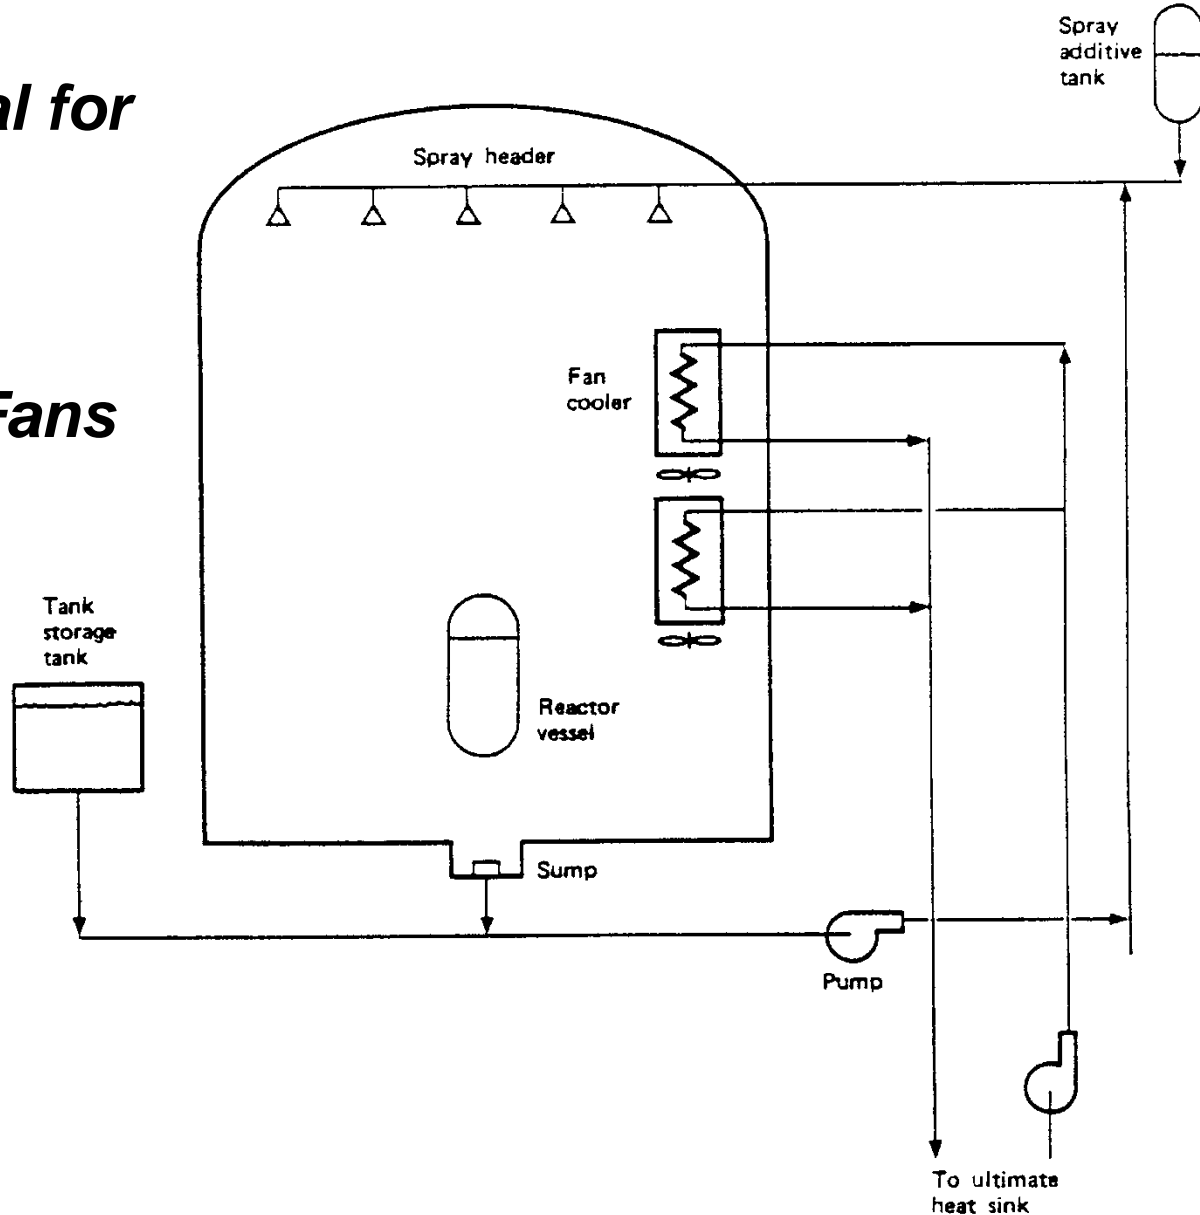 al for
Fans
Spray
additive
tank
Spray header
Fan
cooler
Tank
storage
tank
Reactor
vessel
Sump
Pump
To ultimate
heat sink